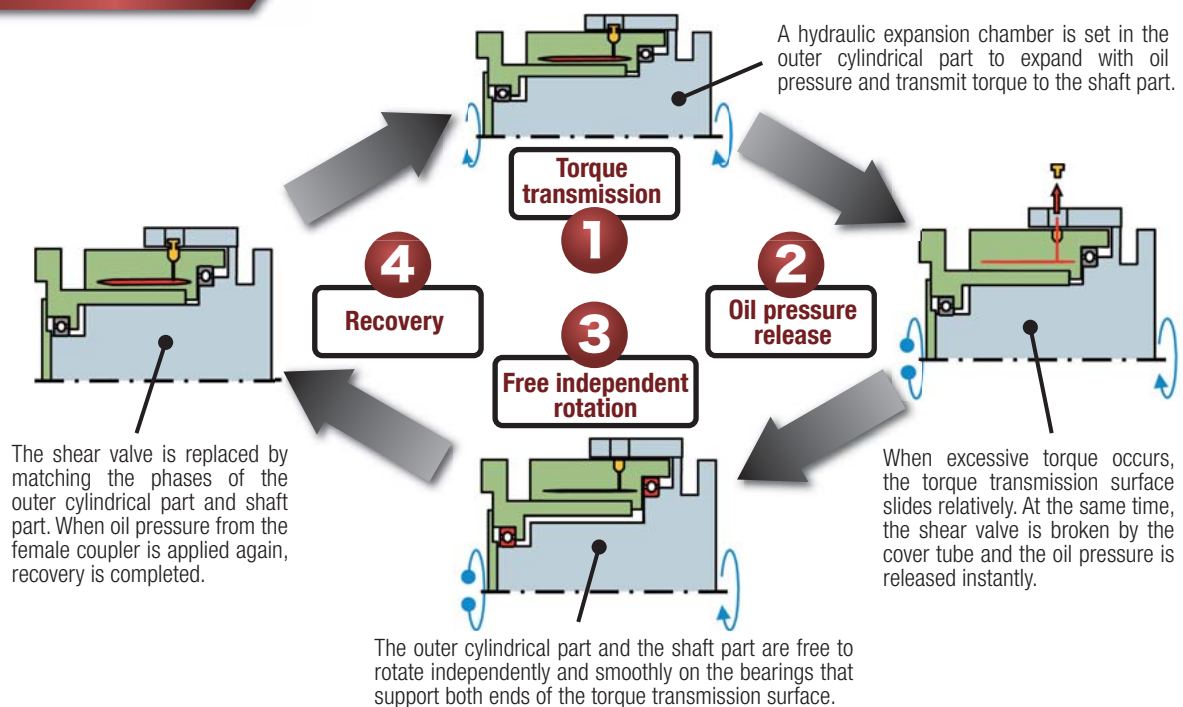 A hydraulic expansion chamber is set in the
outer cylindrical part to expand with oil
pressure and transmit torque to the shaft part.
Torque
transmission
1
2
Oil pressure
release
When excessive torque occurs,
the torque transmission surface
slides relatively. At the same time,
the shear valve is broken by the
cover tube and the oil pressure is
released instantly.
3
Free independent
rotation
The outer cylindrical part and the shaft part are free to
rotate independently and smoothly on the bearings that
support both ends of the torque transmission surface.
4
Recovery
The shear valve is replaced by
matching the phases of the
outer cylindrical part and shaft
part. When oil pressure from the
female coupler is applied again,
recovery is completed.